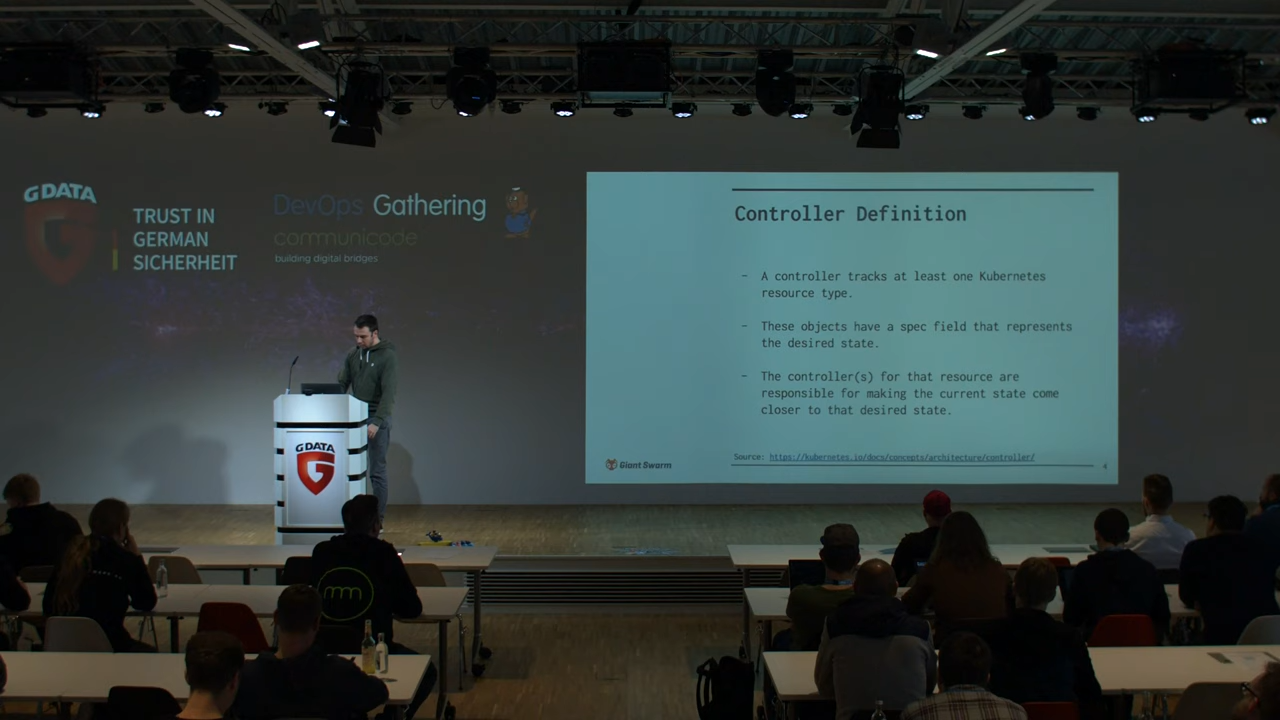 G DATA
TRUST IN
GERMAN
SICHERHEIT
DevOps Gathering
communicode
building digital bridges
Controller Definition
- A controller tracks at least one Kubernetes
resource type.
- These objects have a spec field that represents
the desired state.
- The controller(s) for that resource are
responsible for making the current state come
closer to that desired state.
Source: https://kubernetes.io/docs/concepts/architecture/controller/
Giant Swarm
4
G DATA